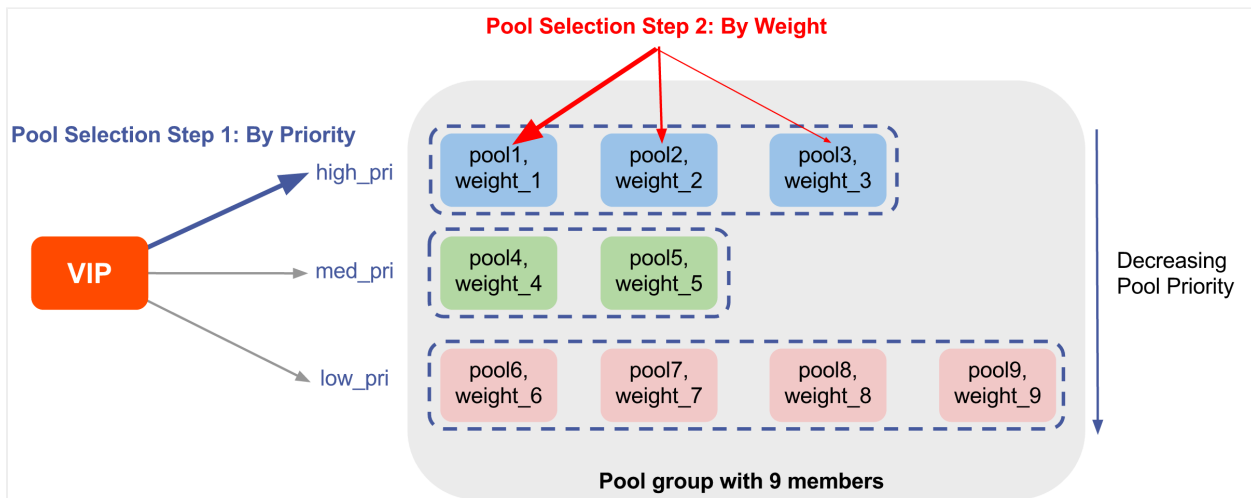 Pool Selection Step 2: By Weight
Pool Selection Step 1: By Priority
high_pri
pool1,
weight_1
pool2,
weight_2
pool3,
weight_3
VIP
med_pri
pool4,
weight_4
pool5,
weight_5
Decreasing
Pool Priority
low_pri
pool6,
weight_6
pool7,
weight_7
pool8,
weight_8
pool9,
weight_9
Pool group with 9 members